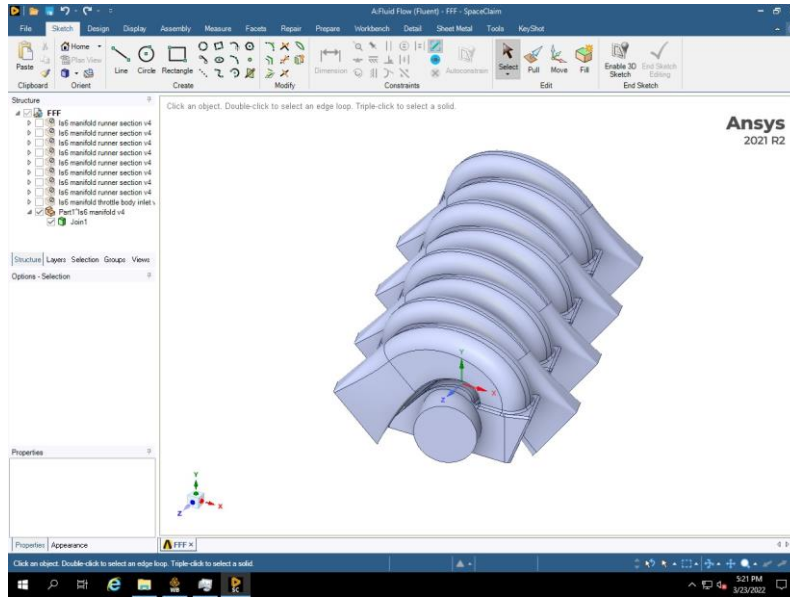 A:Fluid Flow (Fluent) - FFF - SpaceClaim
File Sketch Design Display Assembly Measure Facets Repair Prepare Workbench Detail Sheet Metal Tools KeyShot
Paste
Home
Plan View
Line Circle Rectangle
Dimension
Autoconstrain
Select Pull Move Fill
Enable 3D Sketch
End Sketch Editing
Clipboard Orient Create Modify Constraints Edit End Sketch
Structure
FFF
ls6 manifold runner section v4
ls6 manifold runner section v4
ls6 manifold runner section v4
ls6 manifold runner section v4
ls6 manifold runner section v4
ls6 manifold runner section v4
ls6 manifold runner section v4
ls6 manifold runner section v4
ls6 manifold throttle body inlet v
Part1^ls6 manifold v4
Join1
Structure Layers Selection Groups Views
Options - Selection
Properties
Properties Appearance
Click an object. Double-click to select an edge loop. Triple-click to select a solid.
Ansys
2021 R2
Y
X
Z
Y
X
Z
FFF
Click an object. Double-click to select an edge loop. Triple-click to select a solid.
WB
SC
5:21 PM
3/23/2022